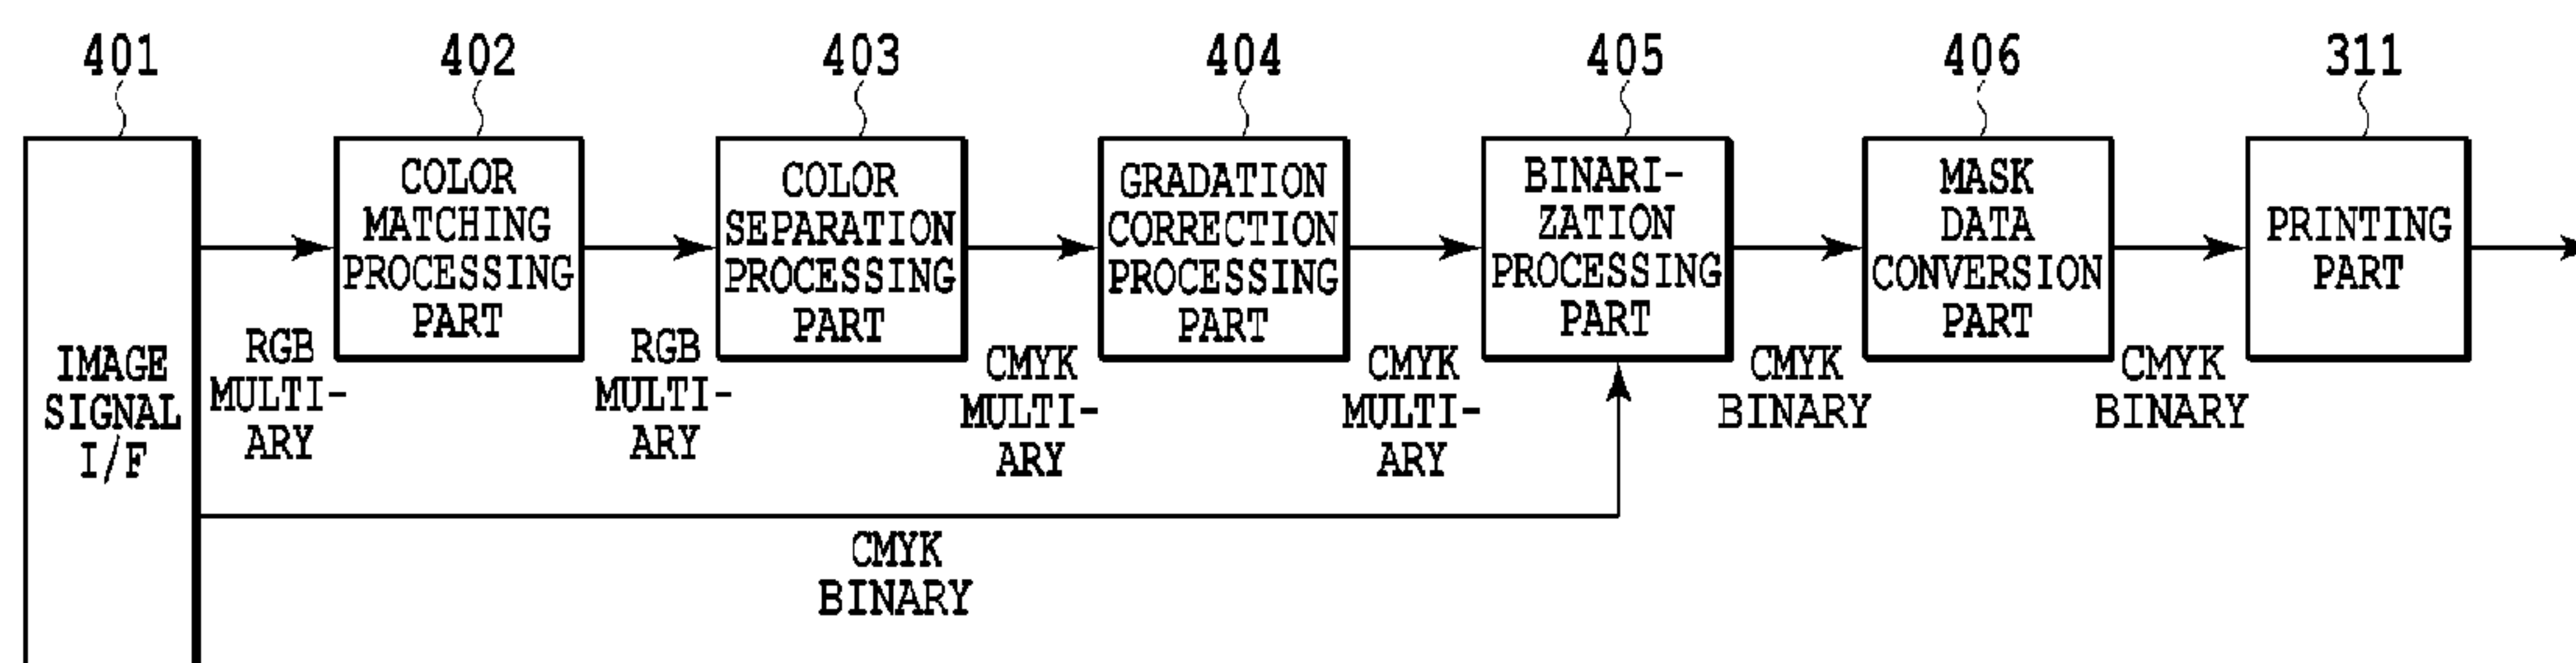 401
402
403
404
405
406
311
IMAGE
SIGNAL
I/F
RGB
MULTI-
ARY
COLOR
MATCHING
PROCESSING
PART
RGB
MULTI-
ARY
COLOR
SEPARATION
PROCESSING
PART
CMYK
MULTI-
ARY
GRADATION
CORRECTION
PROCESSING
PART
CMYK
MULTI-
ARY
BINARI-
ZATION
PROCESSING
PART
CMYK
BINARY
MASK
DATA
CONVERSION
PART
CMYK
BINARY
PRINTING
PART
CMYK
BINARY